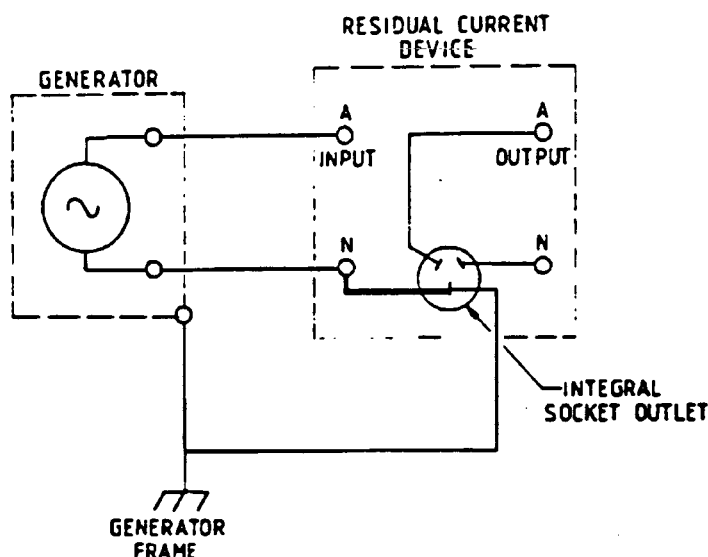 RESIDUAL CURRENT
DEVICE
GENERATOR
A
INPUT
A
OUTPUT
N
N
INTEGRAL
SOCKET OUTLET
GENERATOR
FRAME